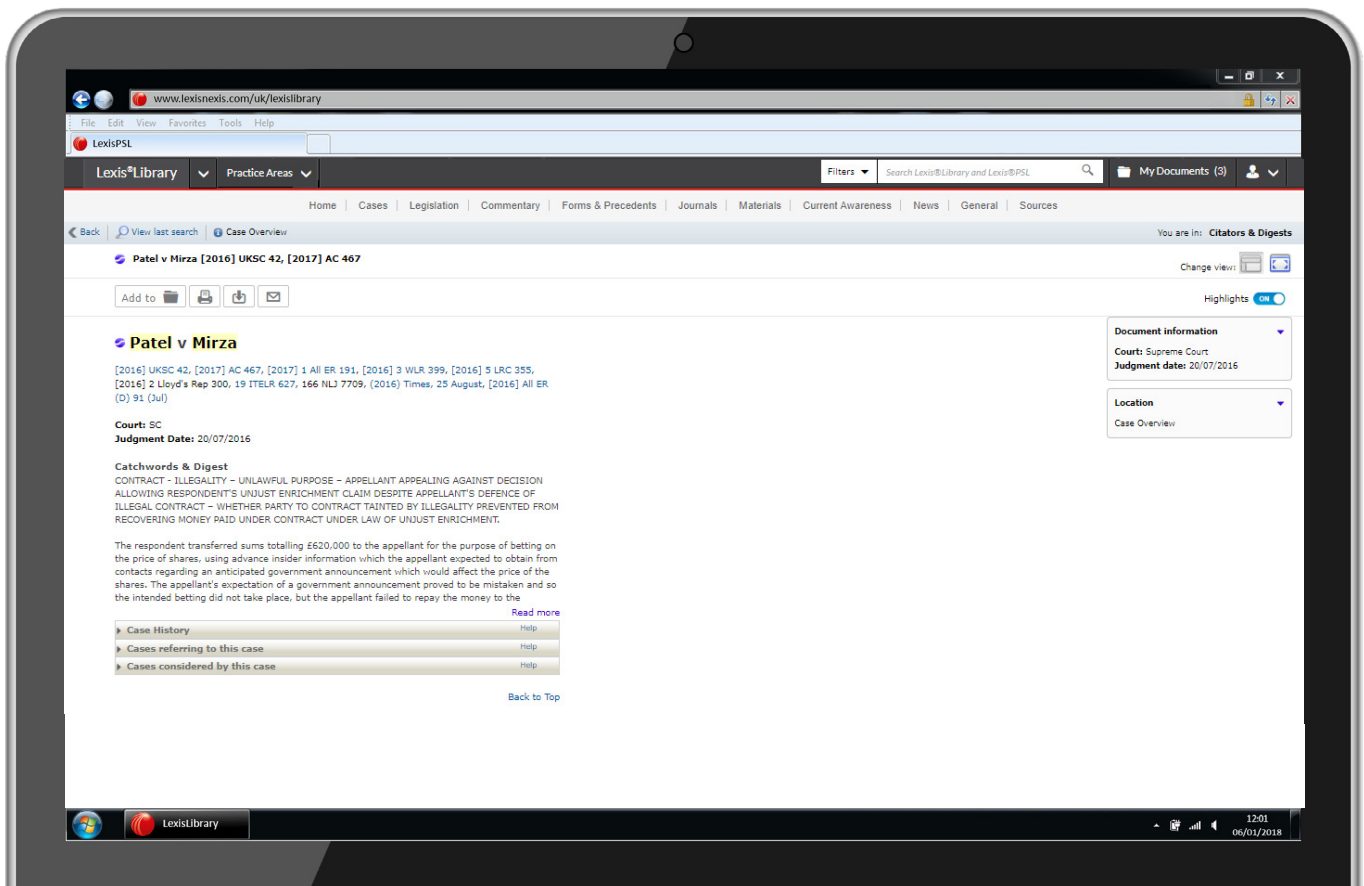 www.lexisnexis.com/uk/lexislibrary
File Edit View Favorites Tools Help
LexisPSL
Lexis®Library Practice Areas Filters Search Lexis®Library and Lexis®PSL My Documents (3)
Home | Cases | Legislation | Commentary | Forms & Precedents | Journals | Materials | Current Awareness | News | General | Sources
Back View last search Case Overview You are in: Citators & Digests
Patel v Mirza [2016] UKSC 42, [2017] AC 467
Change view:
Add to
Highlights ON
Patel v Mirza
[2016] UKSC 42, [2017] AC 467, [2017] 1 All ER 191, [2016] 3 WLR 399, [2016] 5 LRC 355,
[2016] 2 Lloyd's Rep 300, 19 ITELR 627, 166 NLJ 7709, (2016) Times, 25 August, [2016] All ER
(D) 91 (Jul)
Court: SC
Judgment Date: 20/07/2016
Catchwords & Digest
CONTRACT - ILLEGALITY – UNLAWFUL PURPOSE – APPELLANT APPEALING AGAINST DECISION
ALLOWING RESPONDENT'S UNJUST ENRICHMENT CLAIM DESPITE APPELLANT'S DEFENCE OF
ILLEGAL CONTRACT – WHETHER PARTY TO CONTRACT TAINTED BY ILLEGALITY PREVENTED FROM
RECOVERING MONEY PAID UNDER CONTRACT UNDER LAW OF UNJUST ENRICHMENT.
The respondent transferred sums totalling £620,000 to the appellant for the purpose of betting on
the price of shares, using advance insider information which the appellant expected to obtain from
contacts regarding an anticipated government announcement which would affect the price of the
shares. The appellant's expectation of a government announcement proved to be mistaken and so
the intended betting did not take place, but the appellant failed to repay the money to the
Read more
Case History Help
Cases referring to this case Help
Cases considered by this case Help
Back to Top
Document information
Court: Supreme Court
Judgment date: 20/07/2016
Location
Case Overview
LexisLibrary
12:01
06/01/2018